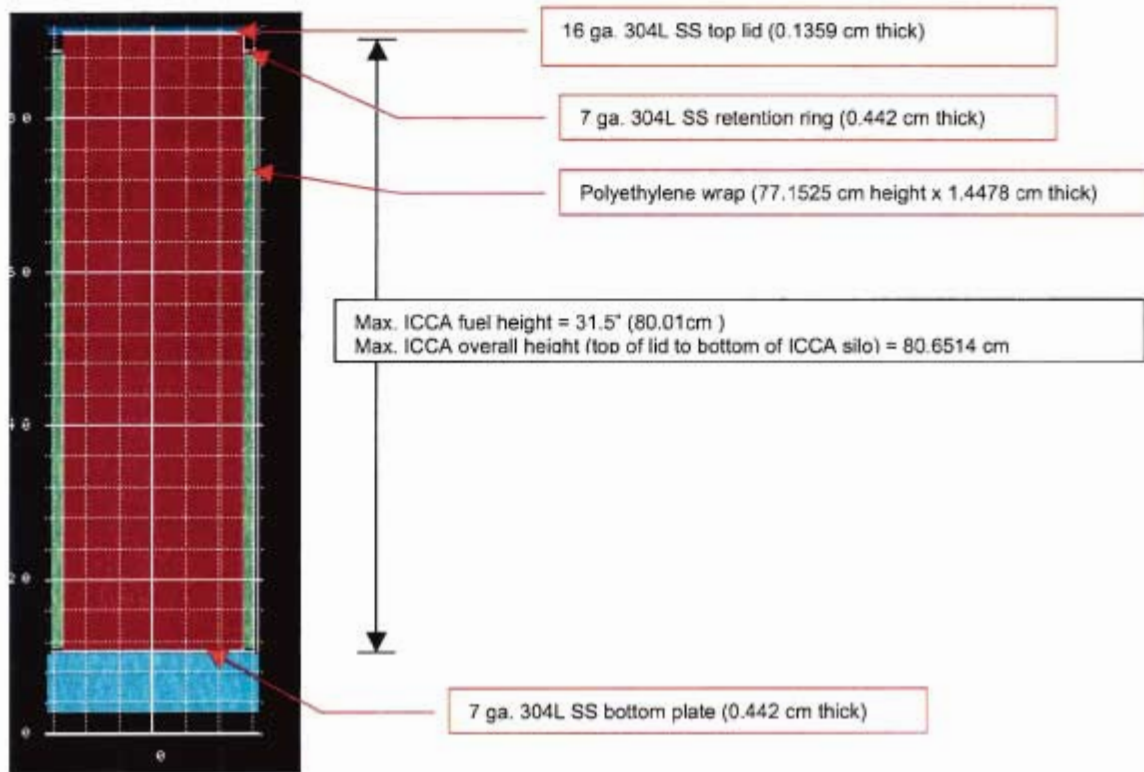 16 ga. 304L SS top lid (0.1359 cm thick)
7 ga. 304L SS retention ring (0.442 cm thick)
Polyethylene wrap (77.1525 cm height x 1.4478 cm thick)
Max. ICCA fuel height = 31.5" (80.01cm )
Max. ICCA overall height (top of lid to bottom of ICCA silo) = 80.6514 cm
7 ga. 304L SS bottom plate (0.442 cm thick)
20
0
0